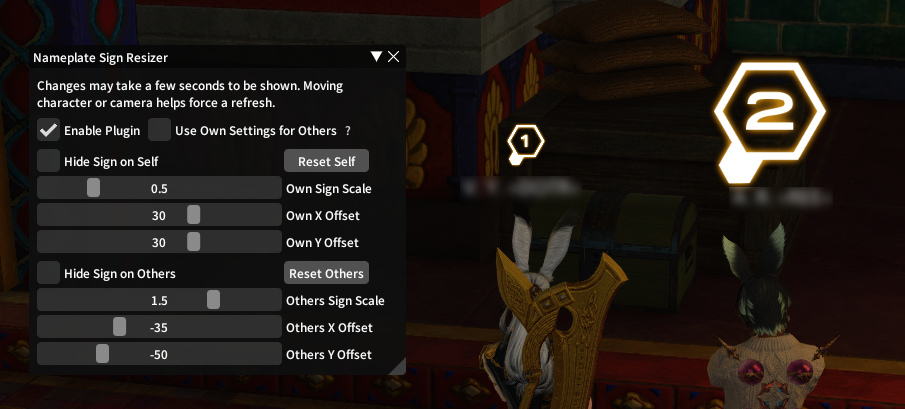 Nameplate Sign Resizer
Changes may take a few seconds to be shown. Moving
character or camera helps force a refresh.
Enable Plugin Use Own Settings for Others ?
Hide Sign on Self Reset Self
0.5 Own Sign Scale
30 Own X Offset
30 Own Y Offset
Hide Sign on Others Reset Others
1.5 Others Sign Scale
-35 Others X Offset
-50 Others Y Offset
1
2